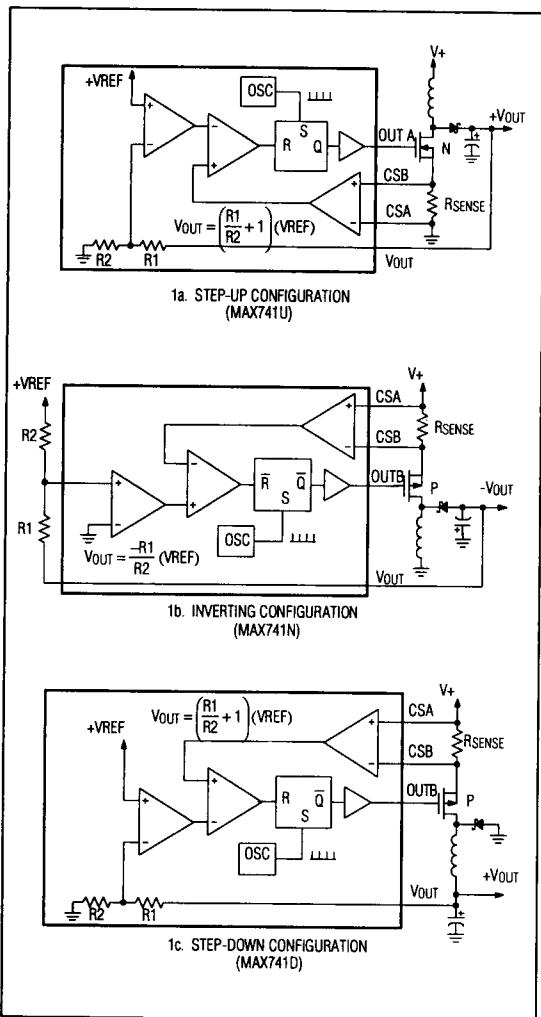 V+
+VREF
OSC
S
R
Q
OUT A
N
+VOUT
CSB
RSENSE
CSA
VOUT = (R1/R2 + 1) (VREF)
R2
R1
VOUT
1a. STEP-UP CONFIGURATION
(MAX741U)
V+
+VREF
CSA
R2
RSENSE
CSB
R̅
Q̅
OUTB
S
P
-VOUT
R1
OSC
VOUT = -R1/R2 (VREF)
VOUT
1b. INVERTING CONFIGURATION
(MAX741N)
V+
VOUT = (R1/R2 + 1) (VREF)
CSA
+VREF
CSB
RSENSE
R
Q̅
OUTB
P
S
OSC
+VOUT
VOUT
R2
R1
1c. STEP-DOWN CONFIGURATION
(MAX741D)